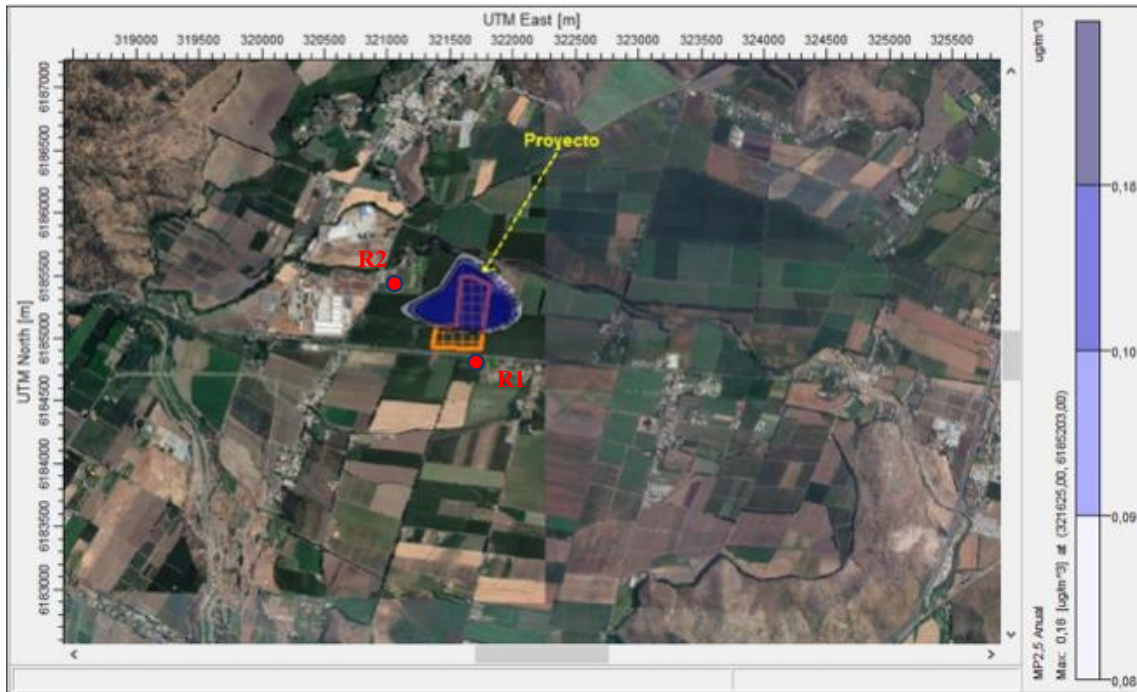 UTM East [m]
319000 319500 320000 320500 321000 321500 322000 322500 323000 323500 324000 324500 325000 325500
UTM North [m]
6187000
6186500
6186000
6185500
6185000
6184500
6184000
6183500
6183000
Proyecto
R2
R1
ug/m^3
0,18
0,10
0,09
0,08
MP2,5 Anual
Max: 0,18 [ug/m^3] at (321625,00, 6185203,00)